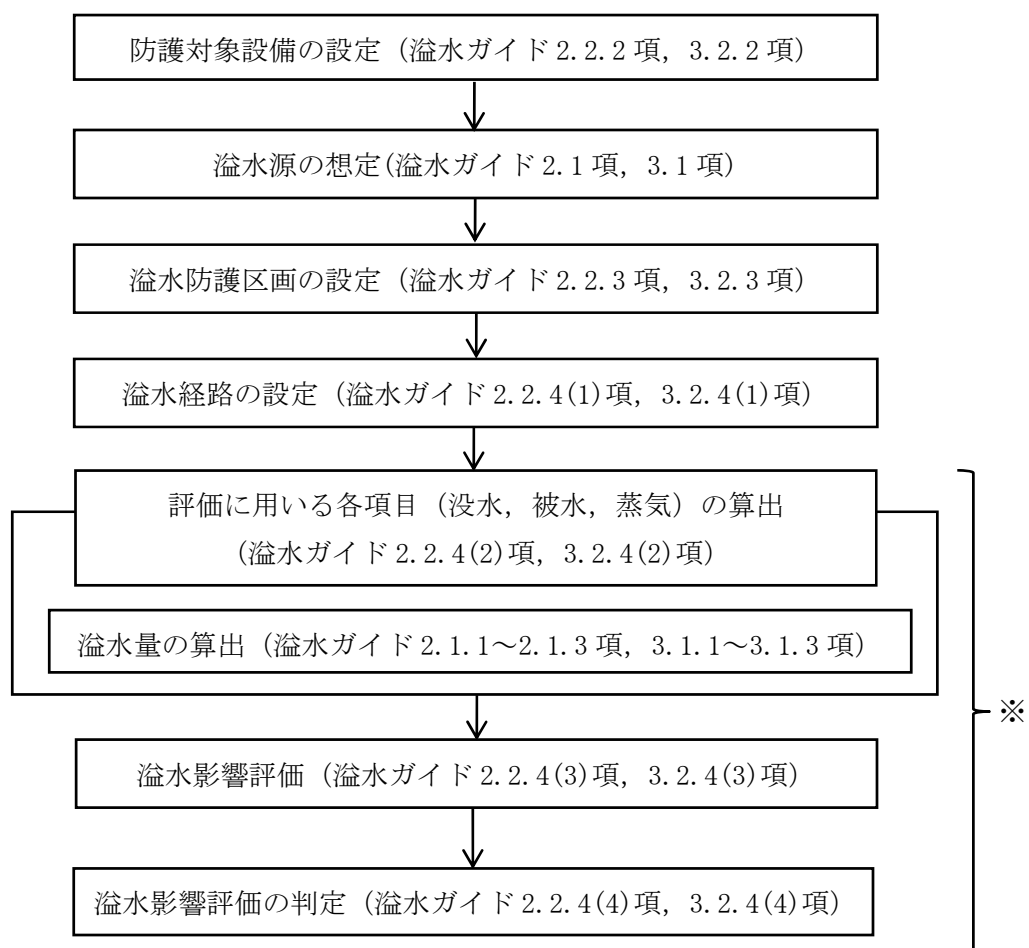 防護対象設備の設定（溢水ガイド2.2.2項，3.2.2項）
溢水源の想定(溢水ガイド2.1項，3.1項)
溢水防護区画の設定（溢水ガイド2.2.3項，3.2.3項）
溢水経路の設定（溢水ガイド2.2.4(1)項，3.2.4(1)項）
評価に用いる各項目（没水，被水，蒸気）の算出
（溢水ガイド2.2.4(2)項，3.2.4(2)項）
溢水量の算出（溢水ガイド2.1.1～2.1.3項，3.1.1～3.1.3項）
※
溢水影響評価（溢水ガイド2.2.4(3)項，3.2.4(3)項）
溢水影響評価の判定（溢水ガイド2.2.4(4)項，3.2.4(4)項）